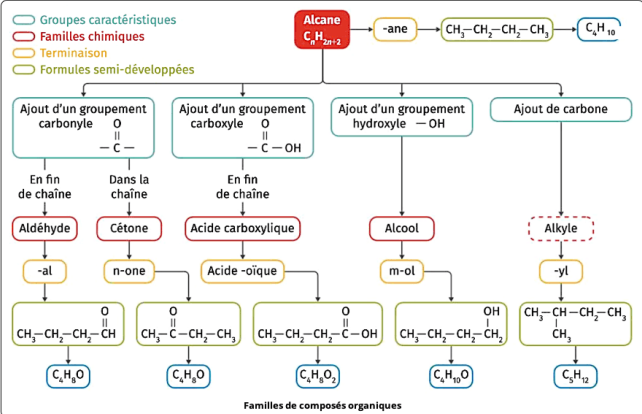 Groupes caractéristiques
Familles chimiques
Terminaison
Formules semi-développées
Alcane
CₙH₂ₙ₊₂
-ane
CH₃—CH₂—CH₂—CH₃
C₄H₁₀
Ajout d'un groupement
carbonyle
O
||
— C —
Ajout d'un groupement
carboxyle
O
||
— C — OH
Ajout d'un groupement
hydroxyle — OH
Ajout de carbone
En fin
de chaîne
Dans la
chaîne
En fin
de chaîne
Aldéhyde
Cétone
Acide carboxylique
Alcool
Alkyle
-al
n-one
Acide -oïque
m-ol
-yl
O
||
CH₃—CH₂—CH₂—CH
O
||
CH₃—C—CH₂—CH₃
O
||
CH₃—CH₂—CH₂—C—OH
OH
|
CH₃—CH₂—CH₂—CH₂
CH₃—CH—CH₂—CH₃
|
CH₃
C₄H₈O
C₄H₈O
C₄H₈O₂
C₄H₁₀O
C₅H₁₂
Familles de composés organiques